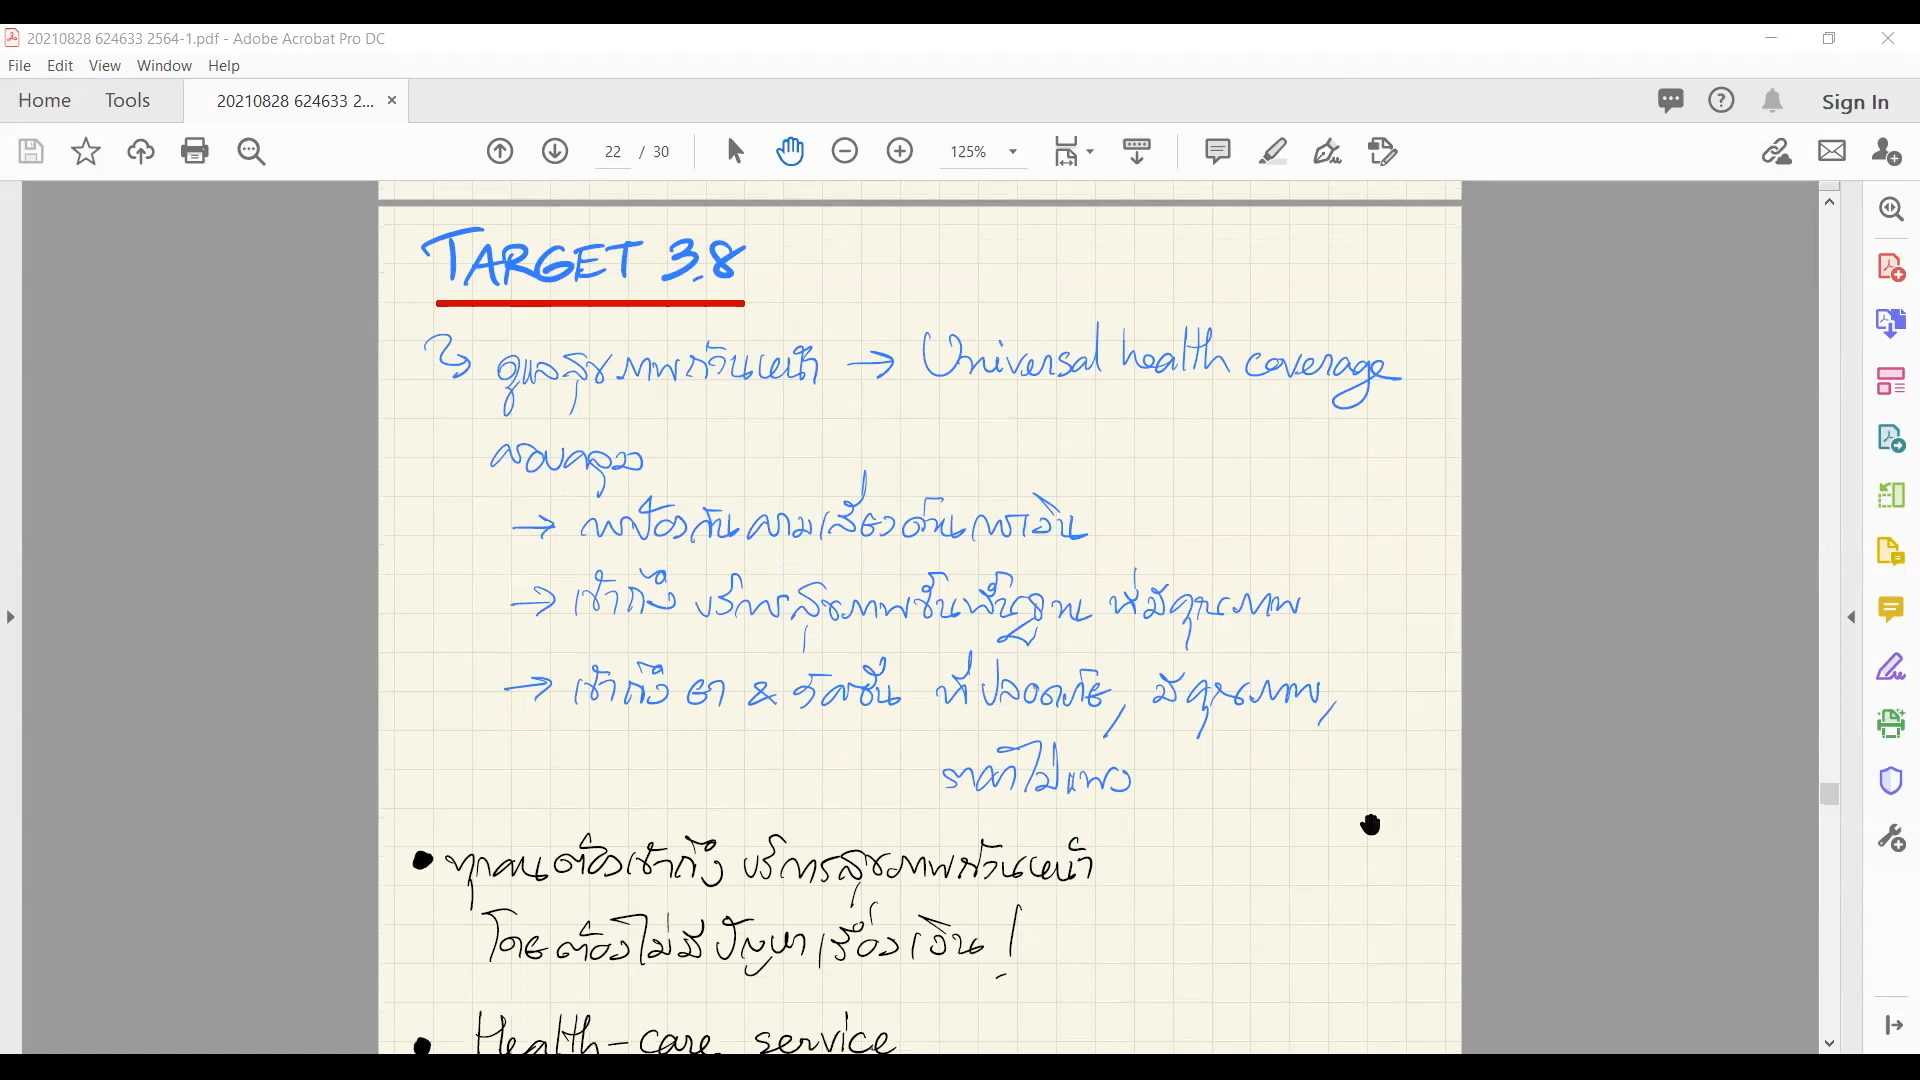 20210828 624633 2564-1.pdf - Adobe Acrobat Pro DC
File Edit View Window Help
Home Tools 20210828 624633 2... × Sign In
22 / 30 125%
TARGET 3.8
ดูแลสุขภาพถ้วนหน้า → Universal health coverage
ครอบคลุม
→ การป้องกันความเสี่ยงด้านการเงิน
→ เข้าถึง บริการสุขภาพขั้นพื้นฐาน ที่มีคุณภาพ
→ เข้าถึง ยา & วัคซีน ที่ปลอดภัย, มีคุณภาพ,
ราคาไม่แพง
• ทุกคนต้องเข้าถึง บริการสุขภาพถ้วนหน้า
โดยต้องไม่มี ปัญหาเรื่องเงิน !
• Health-care service